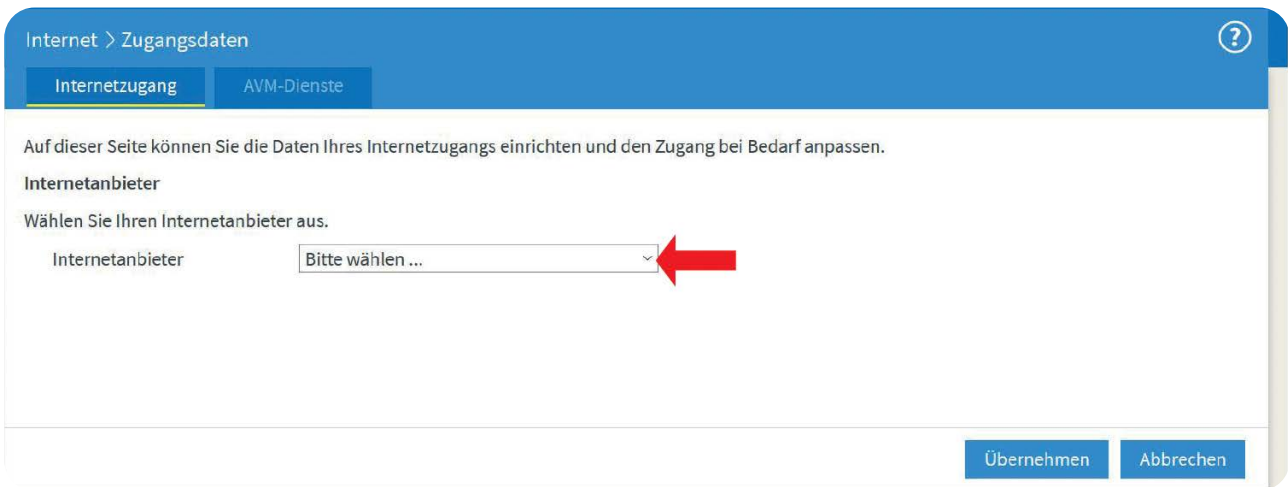 Internet > Zugangsdaten
Internetzugang AVM-Dienste
Auf dieser Seite können Sie die Daten Ihres Internetzugangs einrichten und den Zugang bei Bedarf anpassen.
Internetanbieter
Wählen Sie Ihren Internetanbieter aus.
Internetanbieter Bitte wählen ...
Übernehmen Abbrechen